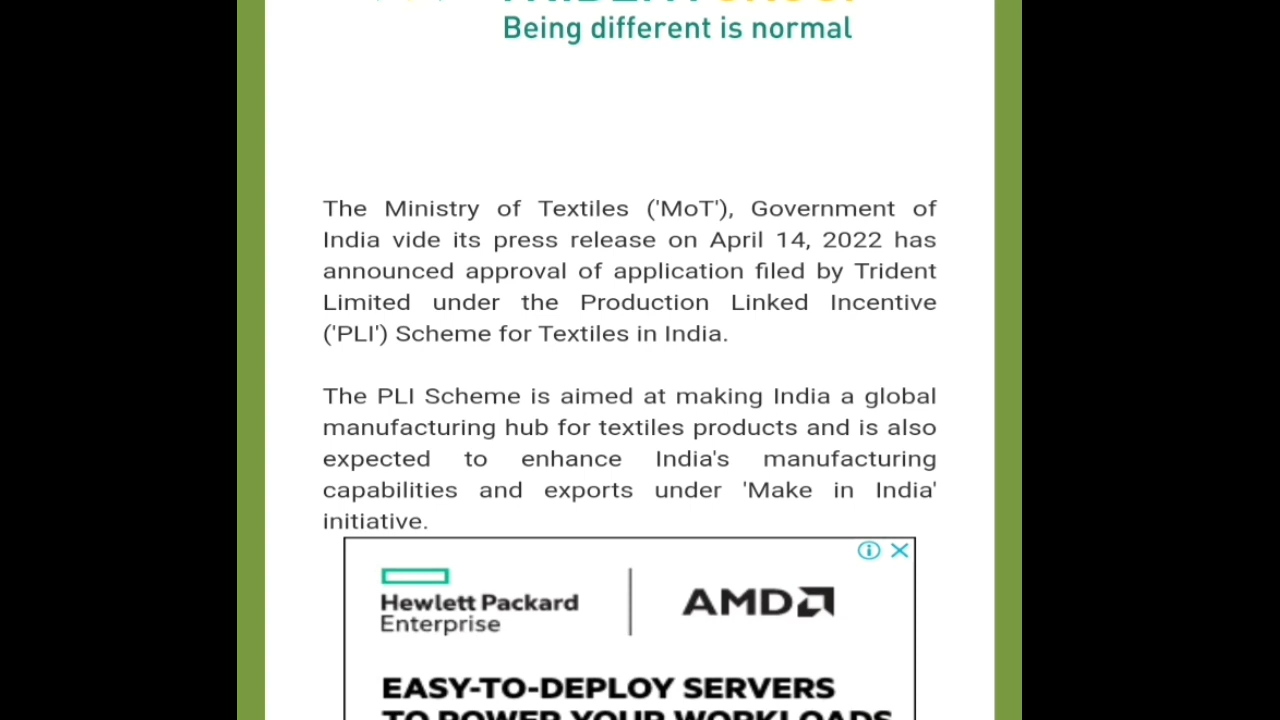 Being different is normal
The Ministry of Textiles ('MoT'), Government of
India vide its press release on April 14, 2022 has
announced approval of application filed by Trident
Limited under the Production Linked Incentive
('PLI') Scheme for Textiles in India.
The PLI Scheme is aimed at making India a global
manufacturing hub for textiles products and is also
expected to enhance India's manufacturing
capabilities and exports under 'Make in India'
initiative.
Hewlett Packard
Enterprise
AMD
EASY-TO-DEPLOY SERVERS
TO POWER YOUR WORKLOADS